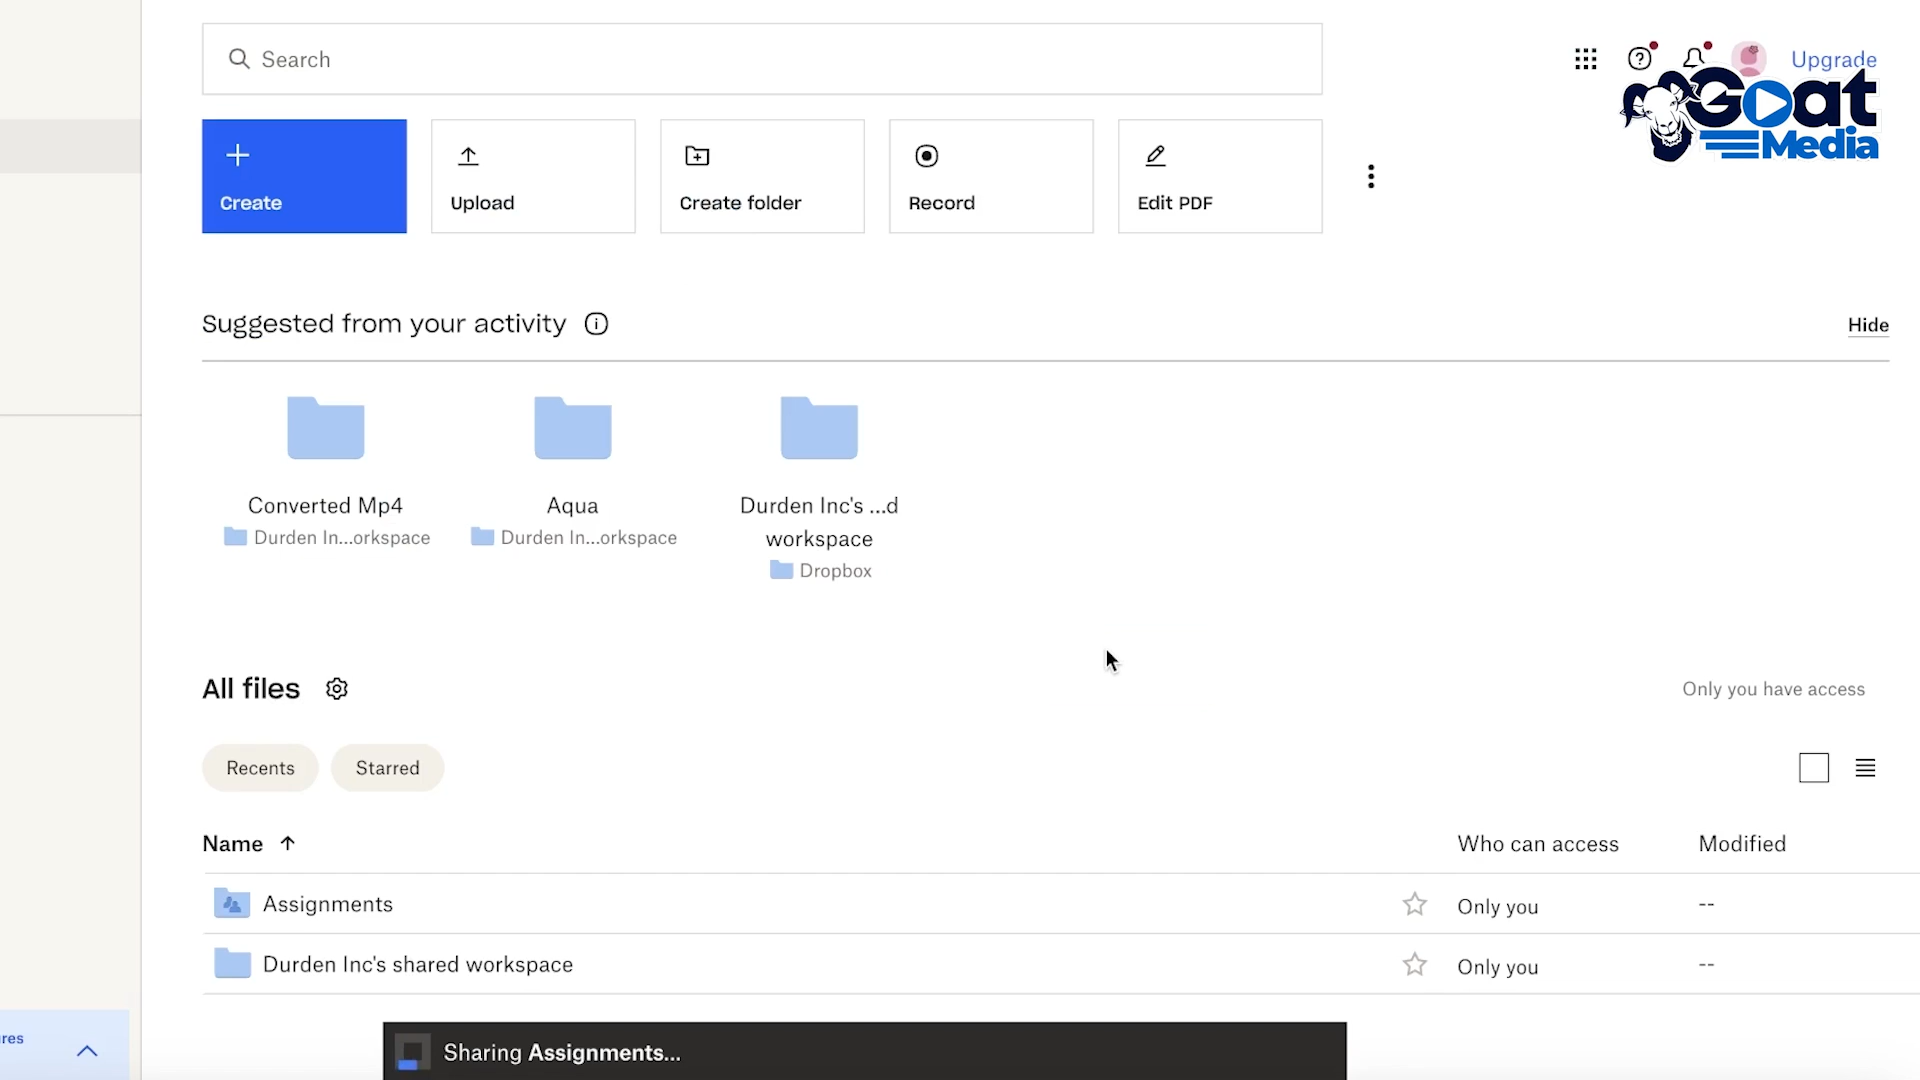 Search
Upgrade
Goat
Media
Create
Upload
Create folder
Record
Edit PDF
Suggested from your activity
Hide
Converted Mp4
Durden In...orkspace
Aqua
Durden In...orkspace
Durden Inc's ...d
workspace
Dropbox
All files
Only you have access
Recents
Starred
Name
Who can access
Modified
Assignments
Only you
--
Durden Inc's shared workspace
Only you
--
res
Sharing Assignments...